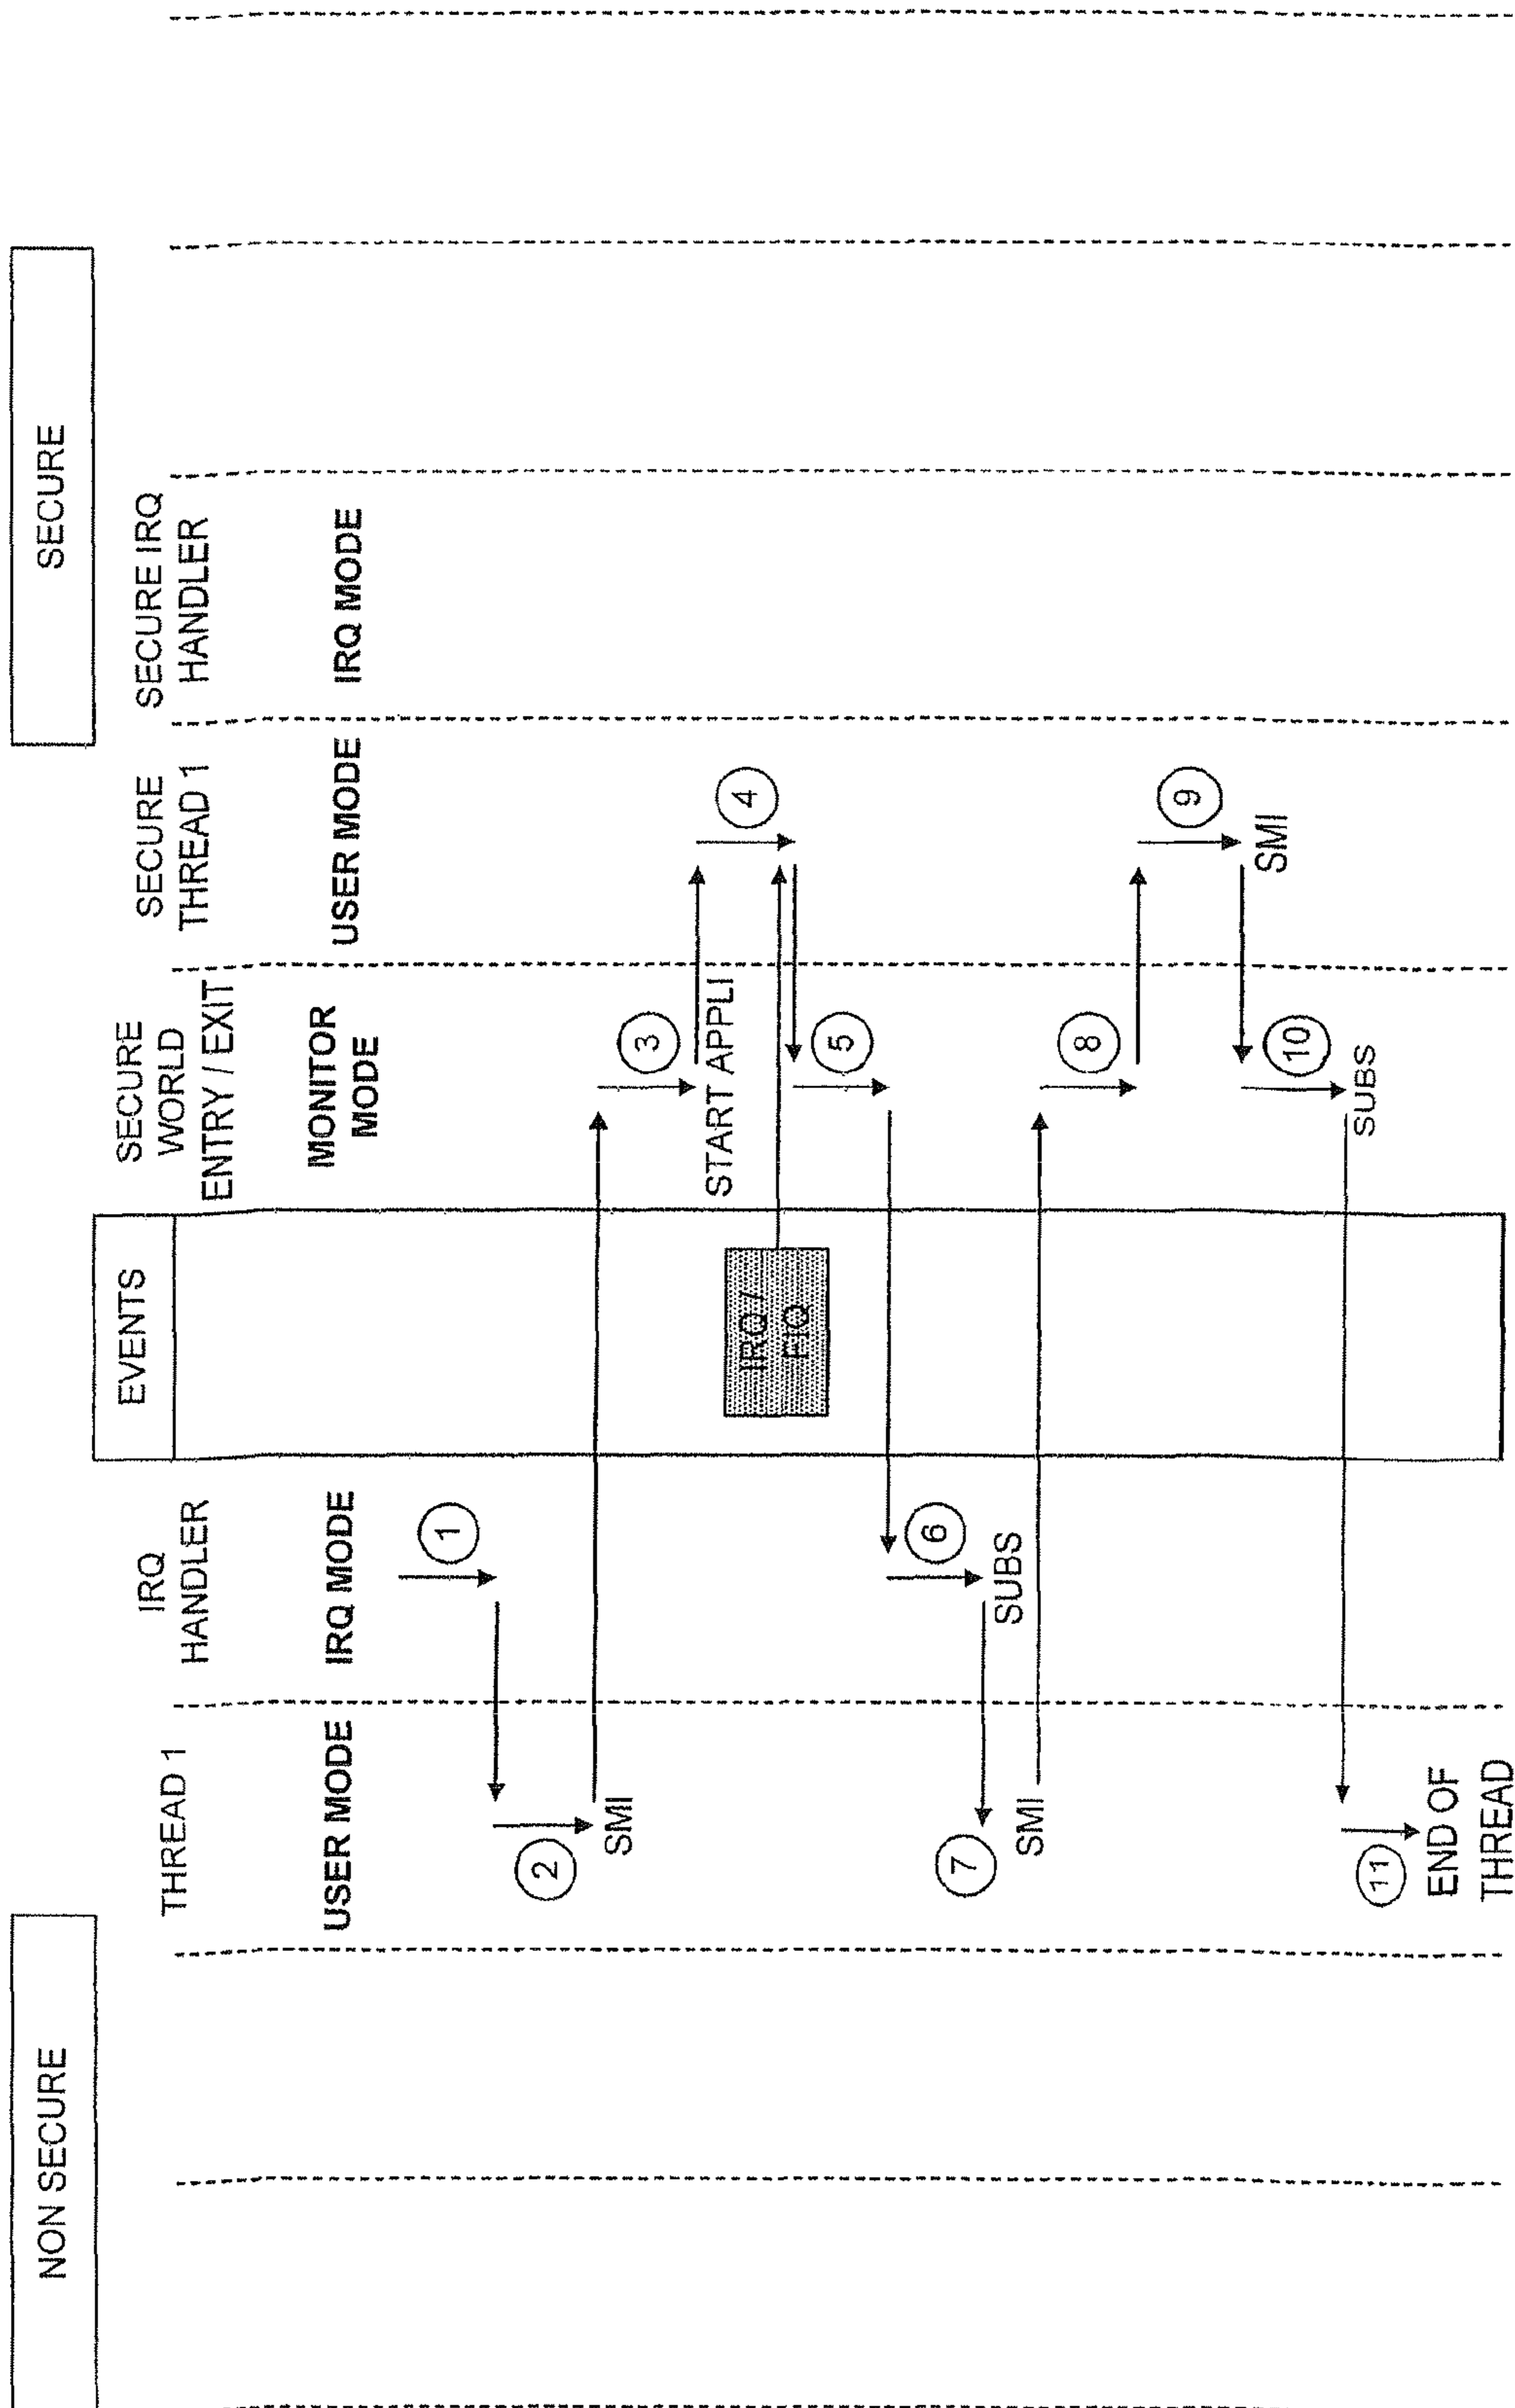 NON SECURE
SECURE
THREAD 1
IRQ
HANDLER
EVENTS
SECURE
WORLD
ENTRY / EXIT
SECURE
THREAD 1
SECURE IRQ
HANDLER
USER MODE
IRQ MODE
MONITOR
MODE
USER MODE
IRQ MODE
1
2
SMI
3
START APPLI
4
IRQ /
FIQ
5
6
SUBS
7
SMI
8
9
SMI
10
SUBS
11
END OF
THREAD